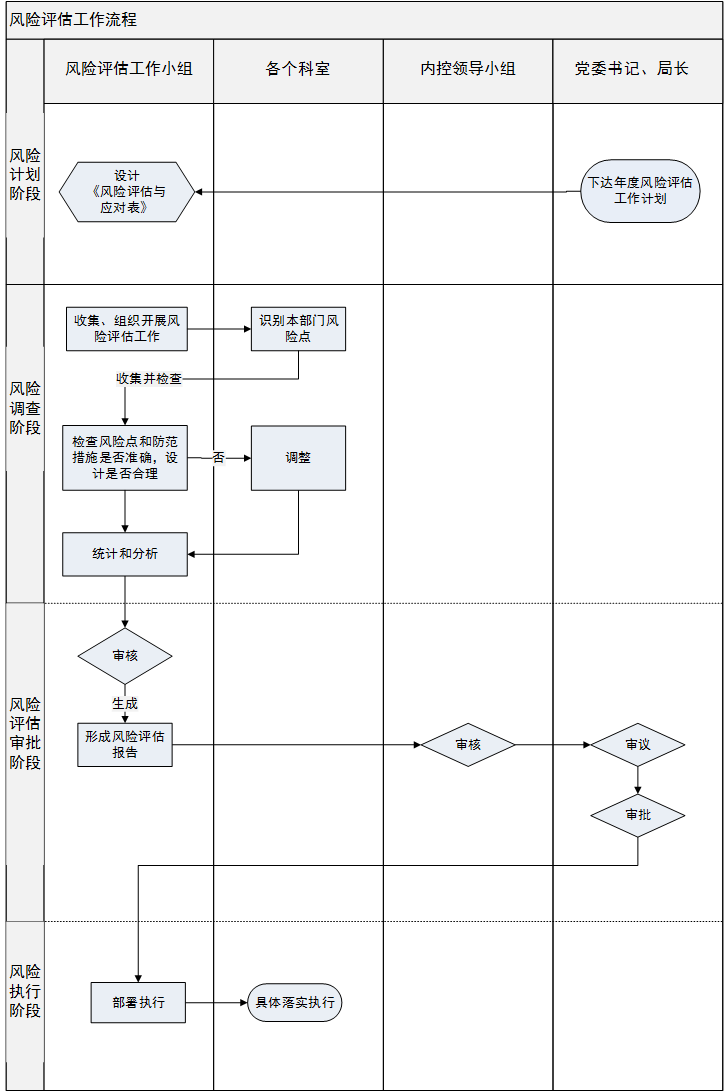 风险评估工作流程
风险评估工作小组
各个科室
内控领导小组
党委书记、局长
风险
计划
阶段
设计
《风险评估与
应对表》
下达年度风险评估
工作计划
风险
调查
阶段
收集、组织开展风
险评估工作
识别本部门风
险点
收集并检查
检查风险点和防范
措施是否准确，设
计是否合理
否
调整
统计和分析
风险
评估
审批
阶段
审核
生成
形成风险评估
报告
审核
审议
审批
风险
执行
阶段
部署执行
具体落实执行